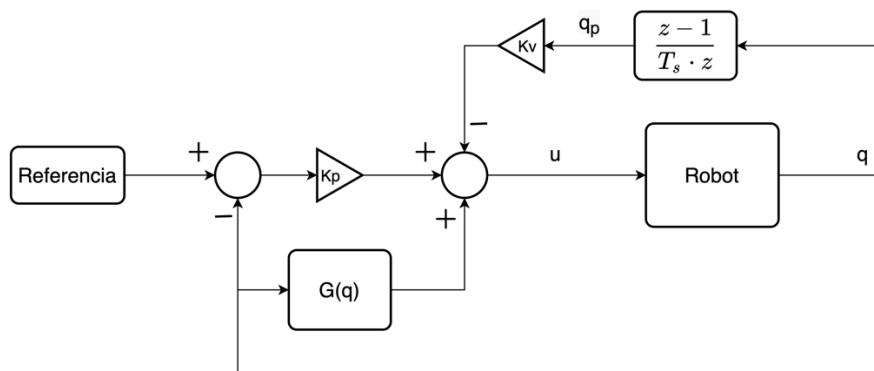 q_p
Kv
z − 1
T_s · z
−
+
+
u
q
Referencia
Kp
Robot
−
+
G(q)